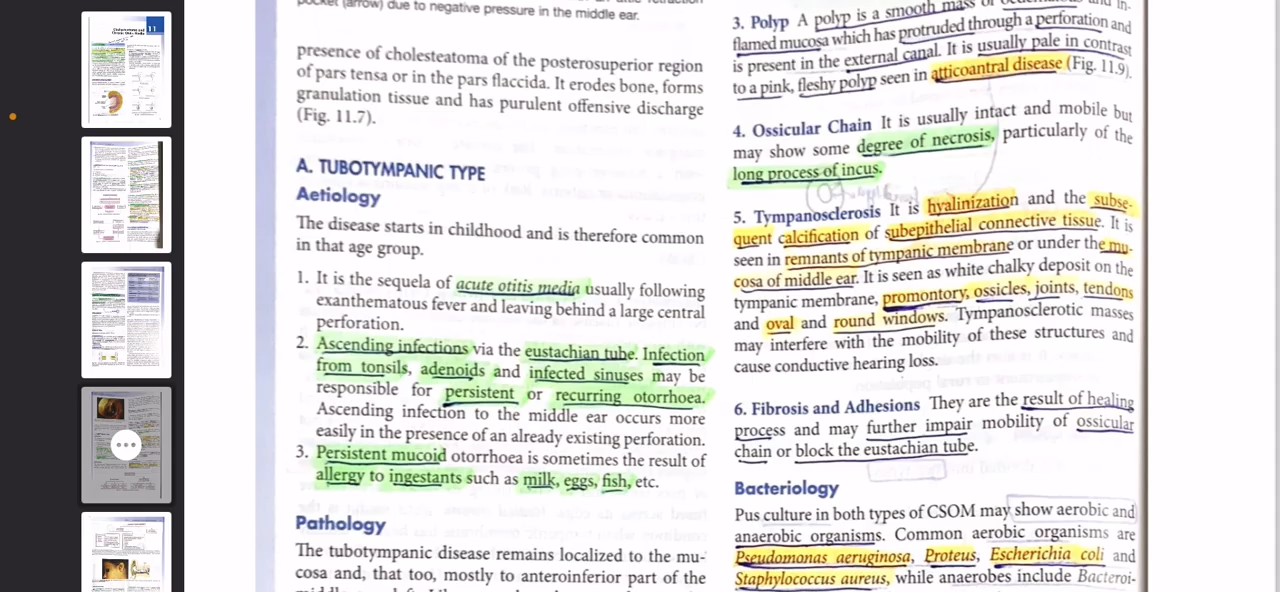 pocket (arrow) due to negative pressure in the middle ear.
presence of cholesteatoma of the posterosuperior region
of pars tensa or in the pars flaccida. It erodes bone, forms
granulation tissue and has purulent offensive discharge
(Fig. 11.7).
A. TUBOTYMPANIC TYPE
Aetiology
The disease starts in childhood and is therefore common
in that age group.
1. It is the sequela of acute otitis media usually following
exanthematous fever and leaving behind a large central
perforation.
2. Ascending infections via the eustachian tube. Infection
from tonsils, adenoids and infected sinuses may be
responsible for persistent or recurring otorrhoea.
Ascending infection to the middle ear occurs more
easily in the presence of an already existing perforation.
3. Persistent mucoid otorrhoea is sometimes the result of
allergy to ingestants such as milk, eggs, fish, etc.
Pathology
The tubotympanic disease remains localized to the mu-
cosa and, that too, mostly to anteroinferior part of the
3. Polyp A polyp is a smooth mass of
flamed mucosa which has protruded through a perforation and
is present in the external canal. It is usually pale in contrast
to a pink, fleshy polyp seen in atticoantral disease (Fig. 11.9).
4. Ossicular Chain It is usually intact and mobile but
may show some degree of necrosis, particularly of the
long process of incus.
5. Tympanosclerosis It is hyalinization and the subse-
quent calcification of subepithelial connective tissue. It is
seen in remnants of tympanic membrane or under the mu-
cosa of middle ear. It is seen as white chalky deposit on the
tympanic membrane, promontory, ossicles, joints, tendons
and oval and round windows. Tympanosclerotic masses
may interfere with the mobility of these structures and
cause conductive hearing loss.
6. Fibrosis and Adhesions They are the result of healing
process and may further impair mobility of ossicular
chain or block the eustachian tube.
Bacteriology
Pus culture in both types of CSOM may show aerobic and
anaerobic organisms. Common aerobic organisms are
Pseudomonas aeruginosa, Proteus, Escherichia coli and
Staphylococcus aureus, while anaerobes include Bacteroi-